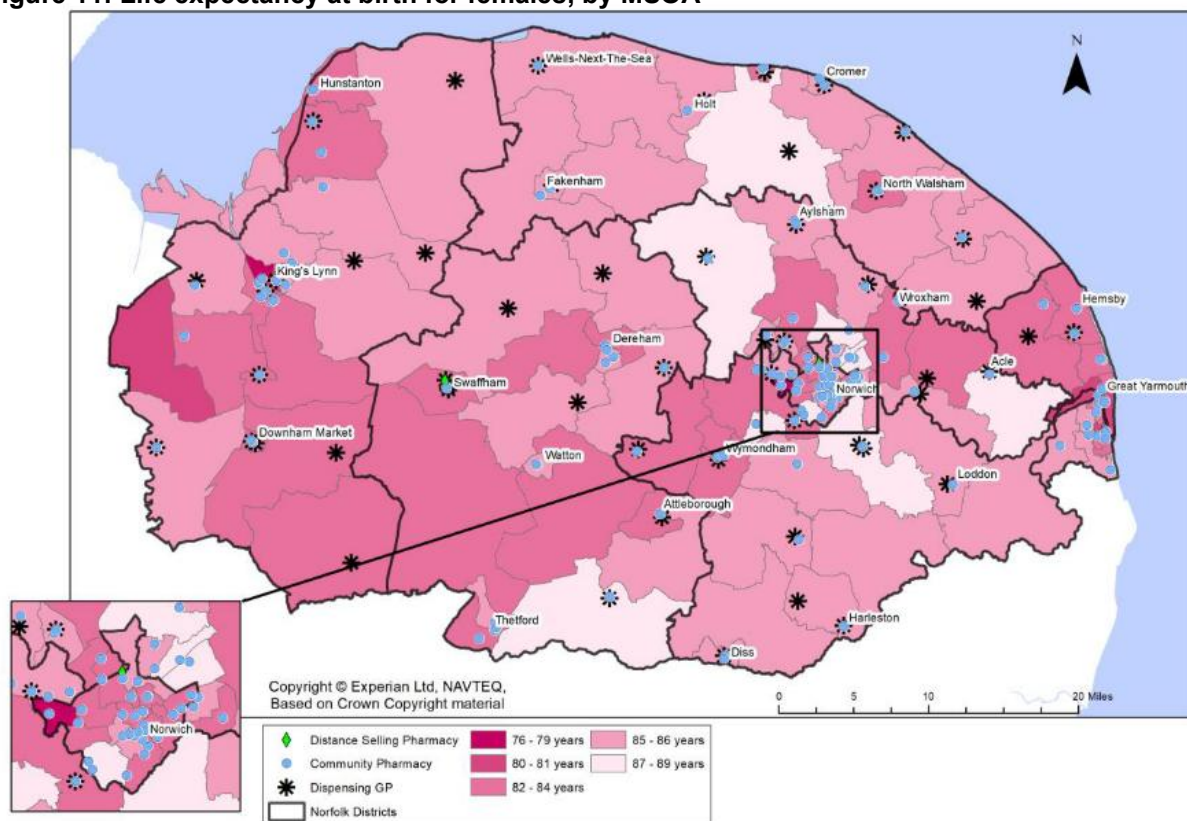 Figure 11: Life expectancy at birth for females, by MSOA
N
Wells-Next-The-Sea
Cromer
Hunstanton
Holt
Fakenham
North Walsham
Aylsham
King's Lynn
Wroxham
Hemsby
Dereham
Acle
Swaffham
Norwich
Great Yarmouth
Downham Market
Watton
Wymondham
Loddon
Attleborough
Thetford
Harleston
Diss
Norwich
Copyright © Experian Ltd, NAVTEQ,
Based on Crown Copyright material
0 5 10 20 Miles
Distance Selling Pharmacy 76 - 79 years 85 - 86 years
Community Pharmacy 80 - 81 years 87 - 89 years
Dispensing GP 82 - 84 years
Norfolk Districts